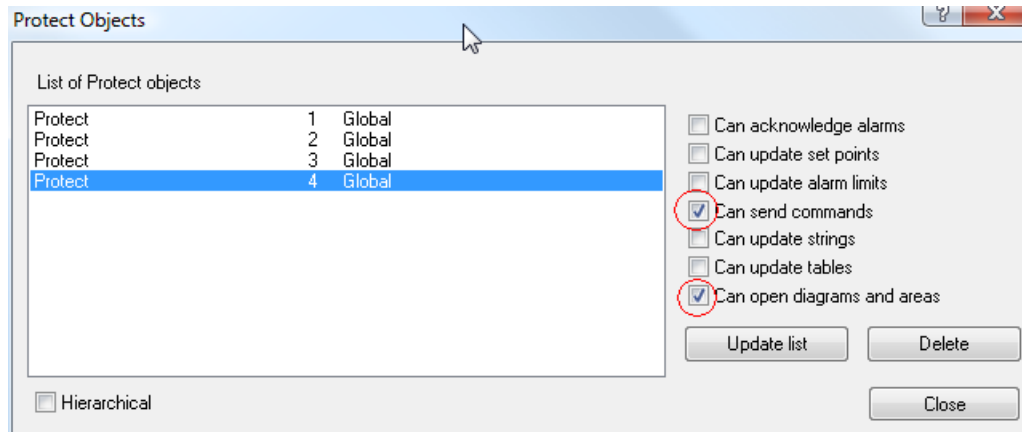 Protect Objects
List of Protect objects
Protect 1 Global
Protect 2 Global
Protect 3 Global
Protect 4 Global
Can acknowledge alarms
Can update set points
Can update alarm limits
Can send commands
Can update strings
Can update tables
Can open diagrams and areas
Update list Delete
Hierarchical Close